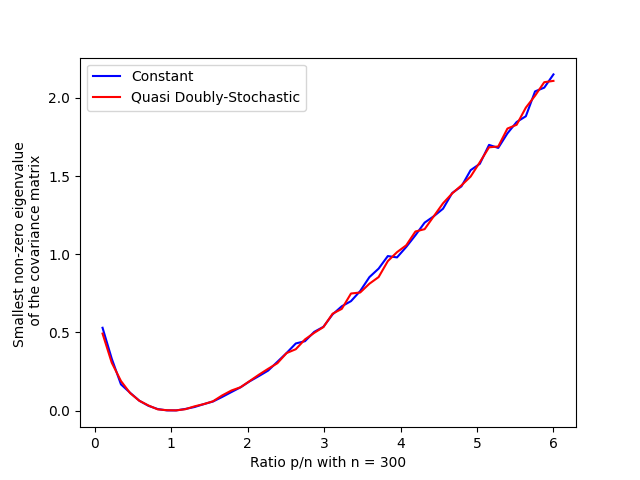 Constant
Quasi Doubly-Stochastic
Smallest non-zero eigenvalue
of the covariance matrix
2.0
1.5
1.0
0.5
0.0
0 1 2 3 4 5 6
Ratio p/n with n = 300